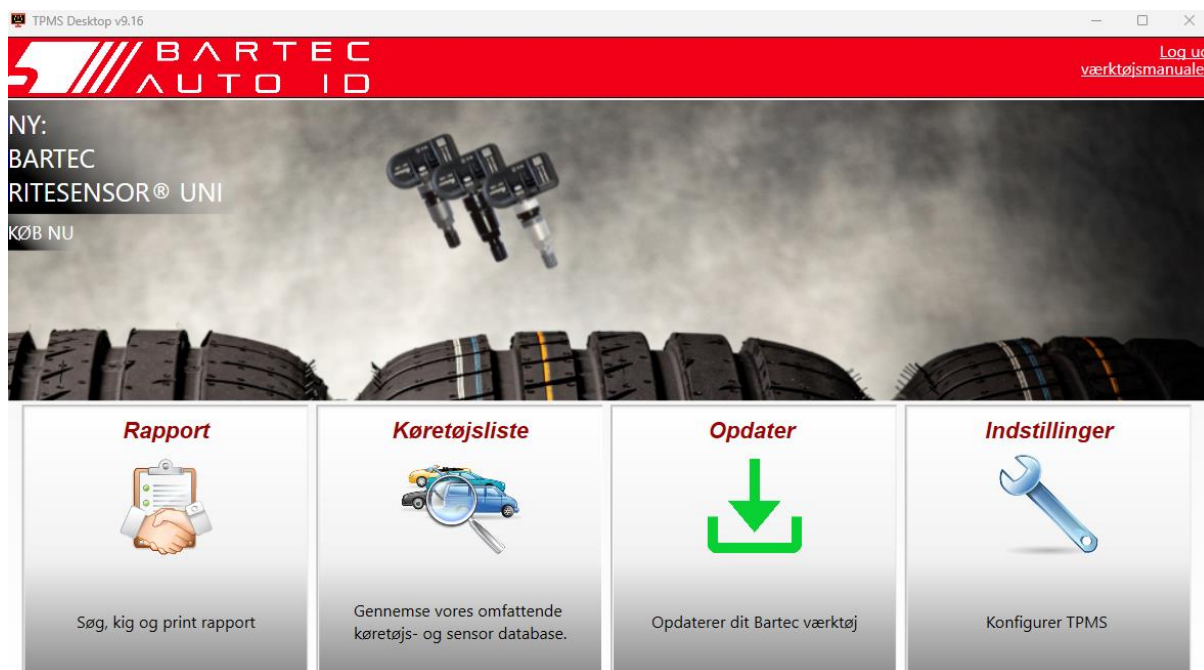 TPMS Desktop v9.16
BARTEC
AUTO ID
Log ud
værktøjsmanuale
NY:
BARTEC
RITESENSOR® UNI
KØB NU
Rapport
Søg, kig og print rapport
Køretøjsliste
Gennemse vores omfattende
køretøjs- og sensor database.
Opdater
Opdaterer dit Bartec værktøj
Indstillinger
Konfigurer TPMS